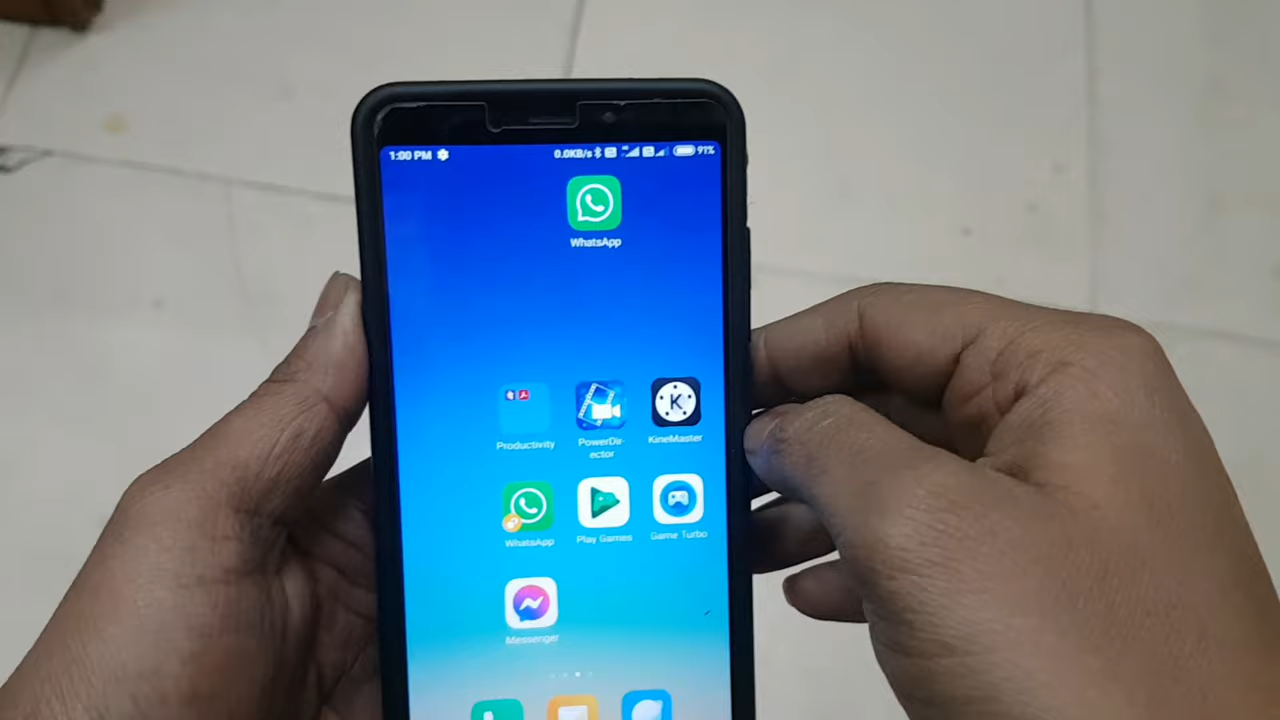 1:00 PM 0.0KB/s 91%
WhatsApp
Productivity PowerDir-
ector KineMaster
WhatsApp Play Games Game Turbo
Messenger